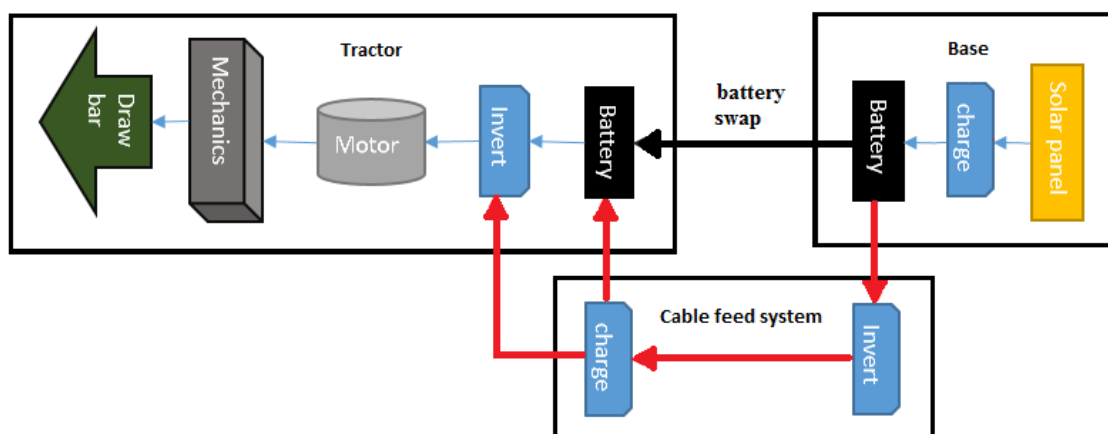 Tractor
Base
Draw
bar
Mechanics
Motor
Invert
Battery
battery
swap
Battery
charge
Solar panel
charge
Cable feed system
Invert